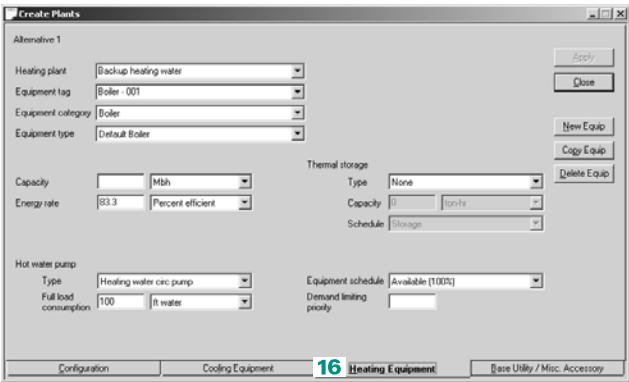 Create Plants
Alternative 1
Heating plant Backup heating water
Equipment tag Boiler - 001
Equipment category Boiler
Equipment type Default Boiler
Apply
Close
New Equip
Copy Equip
Delete Equip
Capacity Mbh
Energy rate 83.3 Percent efficient
Thermal storage
Type None
Capacity 0 ton-hr
Schedule Storage
Hot water pump
Type Heating water circ pump
Full load consumption 100 ft water
Equipment schedule Available (100%)
Demand limiting priority
Configuration Cooling Equipment 16 Heating Equipment Base Utility / Misc. Accessory